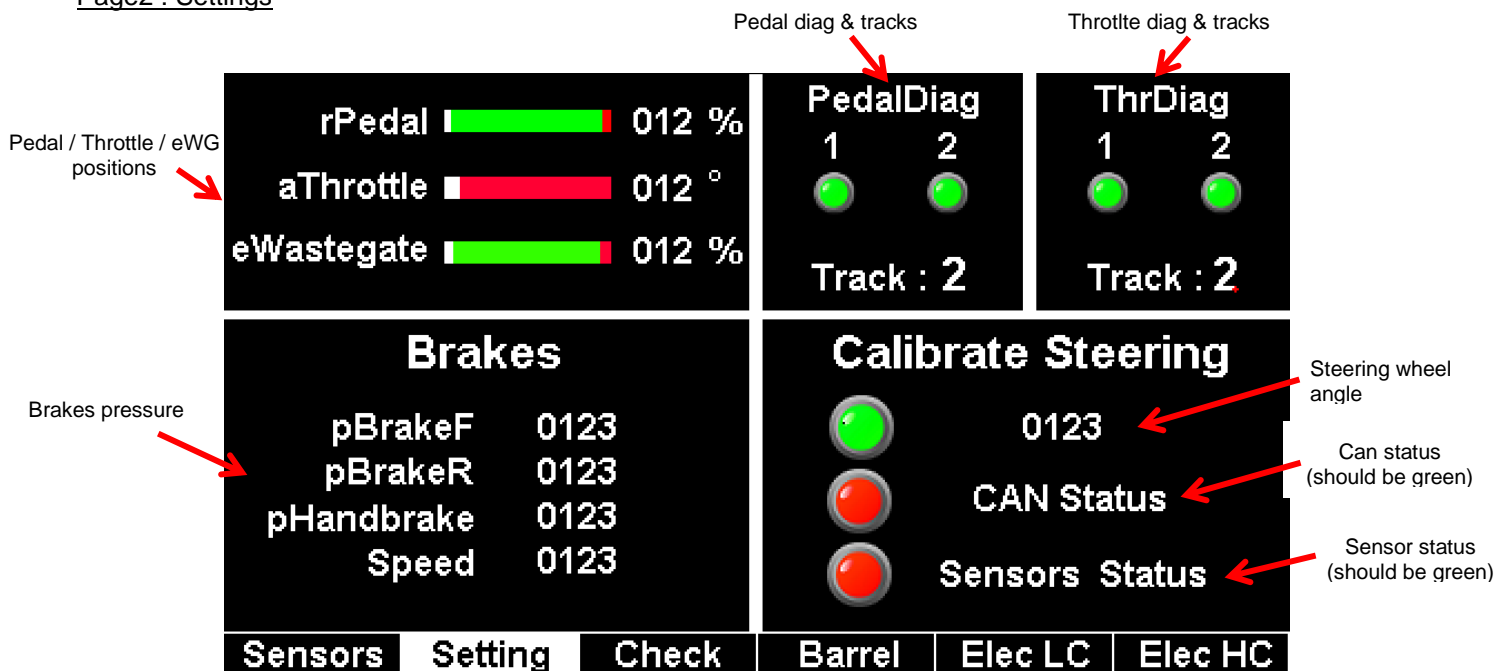 Page2 : Settings
Pedal diag & tracks
Throtlte diag & tracks
Pedal / Throttle / eWG
positions
rPedal 012 %
aThrottle 012 °
eWastegate 012 %
PedalDiag
1 2
Track : 2
ThrDiag
1 2
Track : 2
Brakes pressure
Brakes
pBrakeF 0123
pBrakeR 0123
pHandbrake 0123
Speed 0123
Calibrate Steering
0123
CAN Status
Sensors Status
Steering wheel
angle
Can status
(should be green)
Sensor status
(should be green)
Sensors Setting Check Barrel Elec LC Elec HC